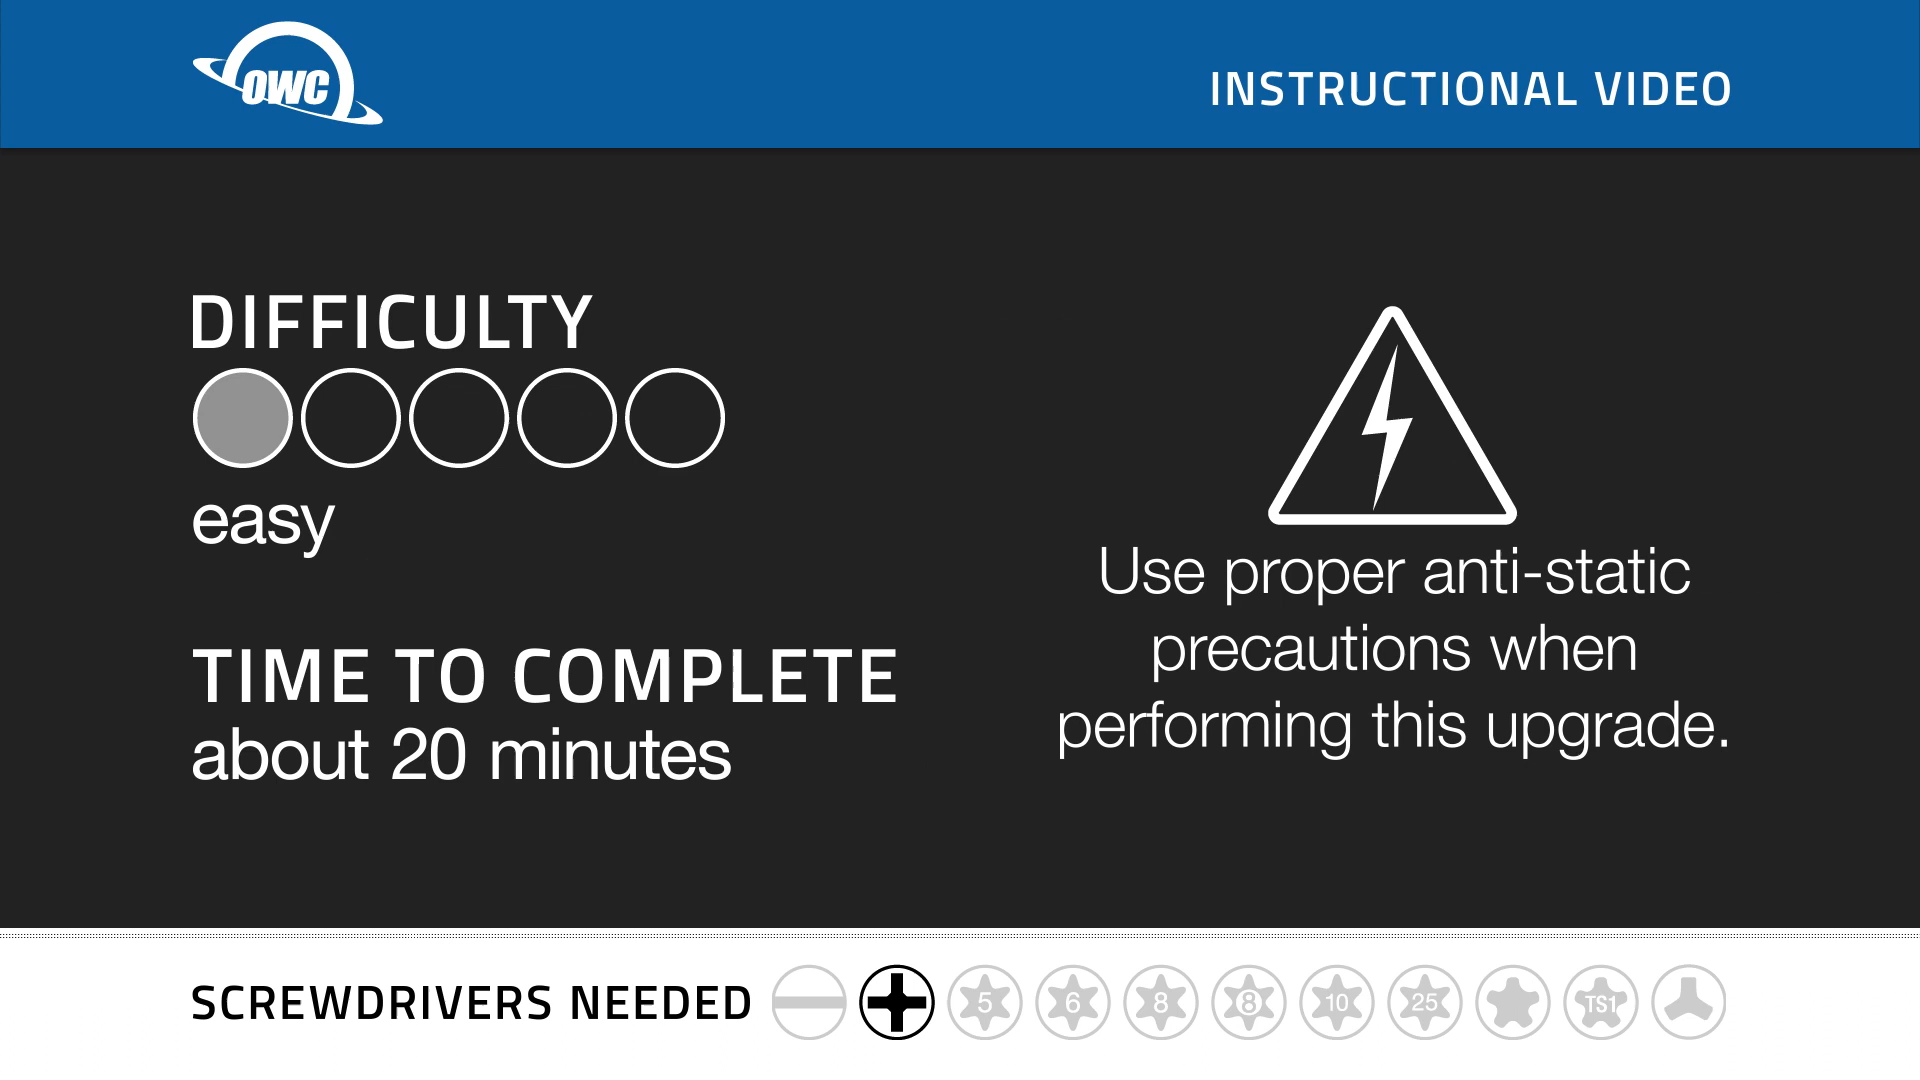 OWC
INSTRUCTIONAL VIDEO
DIFFICULTY
easy
TIME TO COMPLETE
about 20 minutes
Use proper anti-static
precautions when
performing this upgrade.
SCREWDRIVERS NEEDED
5 6 8 8 10 25 TS1